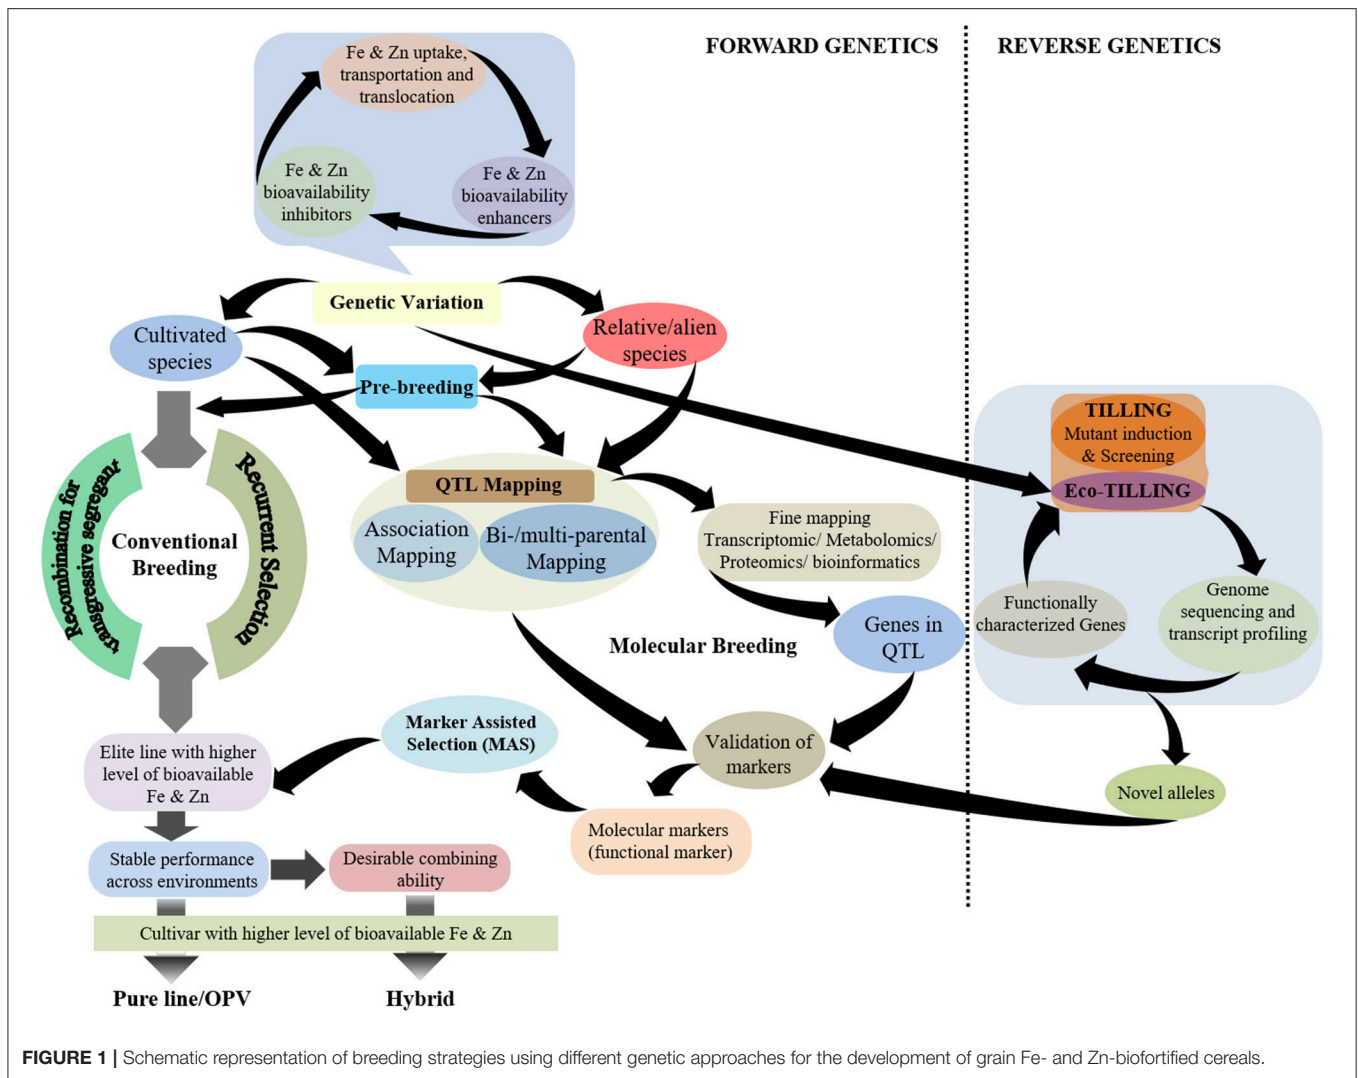 FORWARD GENETICS
REVERSE GENETICS
Fe & Zn uptake,
transportation and
translocation
Fe & Zn
bioavailability
inhibitors
Fe & Zn
bioavailability
enhancers
Genetic Variation
Cultivated
species
Relative/alien
species
Pre-breeding
TILLING
Mutant induction
& Screening
Eco-TILLING
QTL Mapping
Association
Mapping
Bi-/multi-parental
Mapping
Fine mapping
Transcriptomic/ Metabolomics/
Proteomics/ bioinformatics
Recombination for
transgressive segregant
Conventional
Breeding
Recurrent Selection
Functionally
characterized Genes
Genome
sequencing and
transcript profiling
Genes in
QTL
Molecular Breeding
Marker Assisted
Selection (MAS)
Validation of
markers
Novel alleles
Elite line with higher
level of bioavailable
Fe & Zn
Molecular markers
(functional marker)
Stable performance
across environments
Desirable combining
ability
Cultivar with higher level of bioavailable Fe & Zn
Pure line/OPV
Hybrid
FIGURE 1 | Schematic representation of breeding strategies using different genetic approaches for the development of grain Fe- and Zn-biofortified cereals.